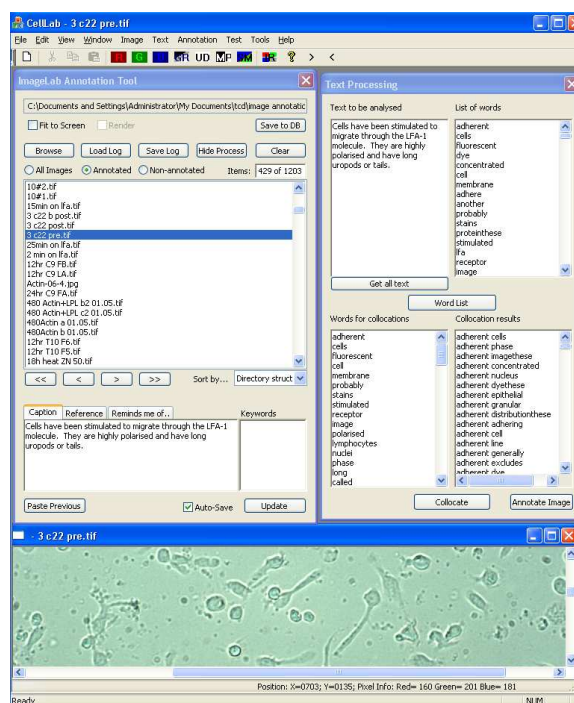 CellLab - 3 c22 pre.tif
File Edit View Window Image Text Annotation Test Tools Help
GR UD MP
ImageLab Annotation Tool
C:\Documents and Settings\Administrator\My Documents\tcd\image annotatic
Fit to Screen Render Save to DB
Browse Load Log Save Log Hide Process Clear
All Images Annotated Non-annotated Items: 429 of 1203
10#2.tif
10#1.tif
15min on lfa.tif
3 c22 b post.tif
3 c22 post.tif
3 c22 pre.tif
25min on lfa.tif
2 min on lfa.tif
12hr C9 FB.tif
12hr C9 LA.tif
Actin-06-4.jpg
24hr C9 FA.tif
480 Actin+LPL b2 01.05.tif
480 Actin+LPL c2 01.05.tif
480Actin a 01.05.tif
480Actin b 01.05.tif
12hr T10 F6.tif
12hr T10 F5.tif
18h heat ZN 50.tif
<< < > >> Sort by... Directory struct
Caption Reference Reminds me of.. Keywords
Cells have been stimulated to migrate through the LFA-1
molecule. They are highly polarised and have long
uropods or tails.
Paste Previous Auto-Save Update
Text Processing
Text to be analysed
Cells have been stimulated to
migrate through the LFA-1
molecule. They are highly
polarised and have long
uropods or tails.
Get all text
List of words
adherent
cells
fluorescent
dye
concentrated
cell
membrane
adhere
another
probably
stains
proteinthese
stimulated
lfa
receptor
image
Word List
Words for collocations
adherent
cells
fluorescent
cell
membrane
probably
stains
stimulated
receptor
image
polarised
lymphocytes
nuclei
phase
long
called
Collocation results
adherent cells
adherent phase
adherent imagethese
adherent concentrated
adherent nucleus
adherent dyethese
adherent epithelial
adherent granular
adherent distributionthese
adherent adhering
adherent cell
adherent line
adherent generally
adherent excludes
adherent dye
Collocate Annotate Image
- 3 c22 pre.tif
Position: X=0703; Y=0135; Pixel Info: Red= 160 Green= 201 Blue= 181
Ready NUM